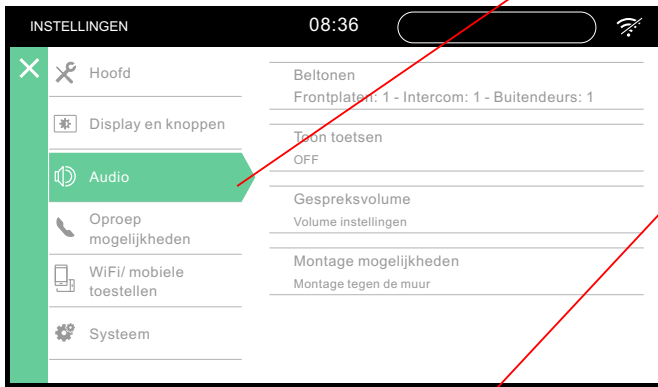 INSTELLINGEN 08:36
Hoofd
Display en knoppen
Audio
Oproep
mogelijkheden
WiFi/ mobiele
toestellen
Systeem
Beltonen
Frontplaten: 1 - Intercom: 1 - Buitendeurs: 1
Toon toetsen
OFF
Gespreksvolume
Volume instellingen
Montage mogelijkheden
Montage tegen de muur